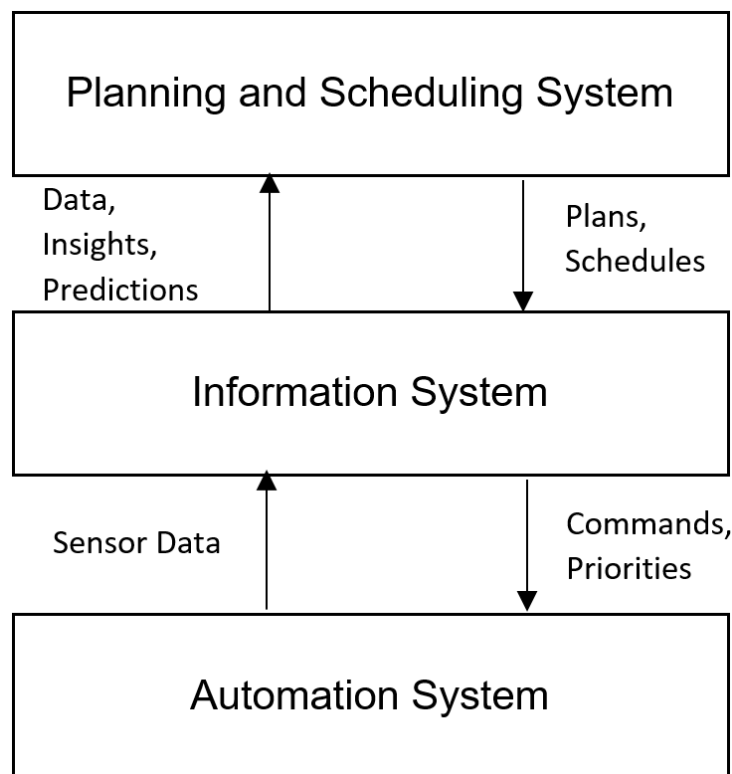 Planning and Scheduling System
Data,
Insights,
Predictions
Plans,
Schedules
Information System
Sensor Data
Commands,
Priorities
Automation System